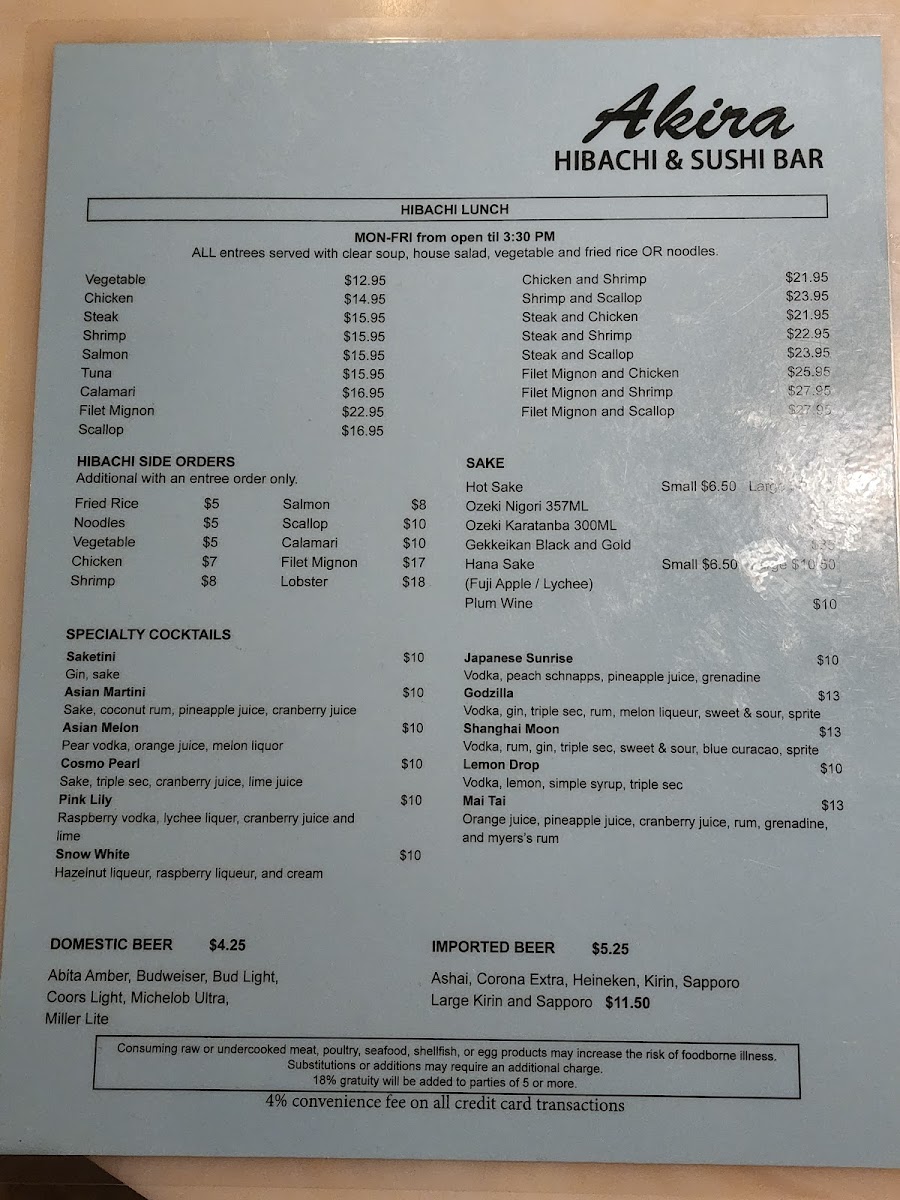 Akira
HIBACHI & SUSHI BAR
HIBACHI LUNCH
MON-FRI from open til 3:30 PM
ALL entrees served with clear soup, house salad, vegetable and fried rice OR noodles.
Vegetable $12.95
Chicken $14.95
Steak $15.95
Shrimp $15.95
Salmon $15.95
Tuna $15.95
Calamari $16.95
Filet Mignon $22.95
Scallop $16.95
Chicken and Shrimp $21.95
Shrimp and Scallop $23.95
Steak and Chicken $21.95
Steak and Shrimp $22.95
Steak and Scallop $23.95
Filet Mignon and Chicken $25.95
Filet Mignon and Shrimp $27.95
Filet Mignon and Scallop $27.95
HIBACHI SIDE ORDERS
Additional with an entree order only.
Fried Rice $5
Noodles $5
Vegetable $5
Chicken $7
Shrimp $8
Salmon $8
Scallop $10
Calamari $10
Filet Mignon $17
Lobster $18
SAKE
Hot Sake Small $6.50 Large
Ozeki Nigori 357ML
Ozeki Karatanba 300ML
Gekkeikan Black and Gold
Hana Sake Small $6.50 $10.50
(Fuji Apple / Lychee)
Plum Wine $10
SPECIALTY COCKTAILS
Saketini $10
Gin, sake
Asian Martini $10
Sake, coconut rum, pineapple juice, cranberry juice
Asian Melon $10
Pear vodka, orange juice, melon liquor
Cosmo Pearl $10
Sake, triple sec, cranberry juice, lime juice
Pink Lily $10
Raspberry vodka, lychee liquer, cranberry juice and
lime
Snow White $10
Hazelnut liqueur, raspberry liqueur, and cream
Japanese Sunrise $10
Vodka, peach schnapps, pineapple juice, grenadine
Godzilla $13
Vodka, gin, triple sec, rum, melon liqueur, sweet & sour, sprite
Shanghai Moon $13
Vodka, rum, gin, triple sec, sweet & sour, blue curacao, sprite
Lemon Drop $10
Vodka, lemon, simple syrup, triple sec
Mai Tai $13
Orange juice, pineapple juice, cranberry juice, rum, grenadine,
and myers's rum
DOMESTIC BEER $4.25
Abita Amber, Budweiser, Bud Light,
Coors Light, Michelob Ultra,
Miller Lite
IMPORTED BEER $5.25
Ashai, Corona Extra, Heineken, Kirin, Sapporo
Large Kirin and Sapporo $11.50
Consuming raw or undercooked meat, poultry, seafood, shellfish, or egg products may increase the risk of foodborne illness.
Substitutions or additions may require an additional charge.
18% gratuity will be added to parties of 5 or more.
4% convenience fee on all credit card transactions